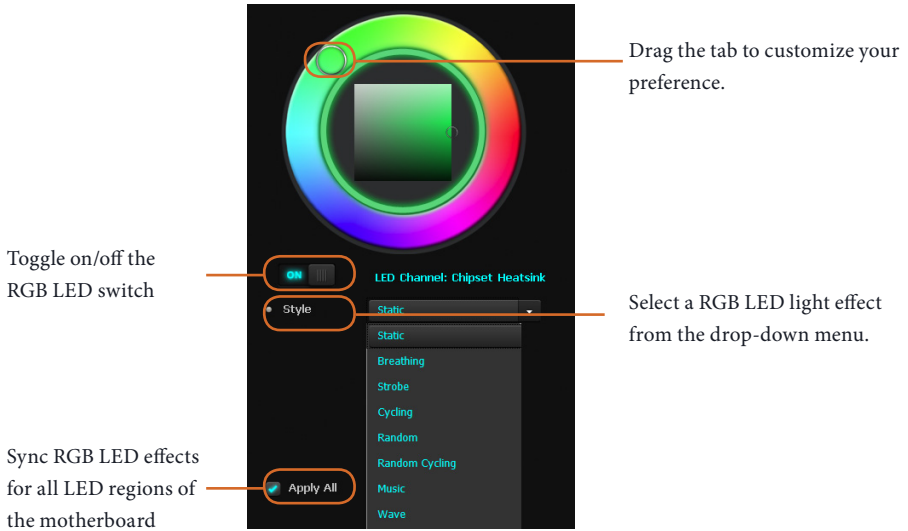 Drag the tab to customize your
preference.
Toggle on/off the
RGB LED switch
ON
LED Channel: Chipset Heatsink
Style
Static
Select a RGB LED light effect
from the drop-down menu.
Static
Breathing
Strobe
Cycling
Random
Random Cycling
Music
Wave
Sync RGB LED effects
for all LED regions of
the motherboard
Apply All